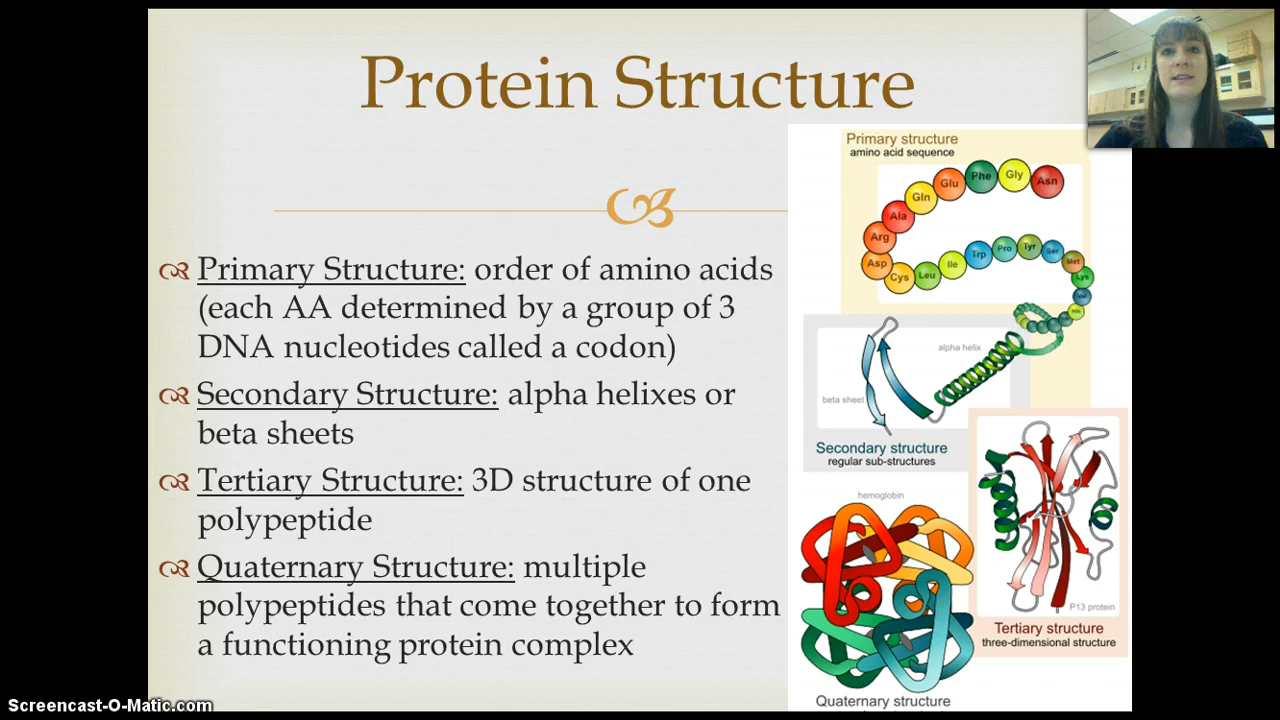 Protein Structure
Primary Structure: order of amino acids
(each AA determined by a group of 3
DNA nucleotides called a codon)
Secondary Structure: alpha helixes or
beta sheets
Tertiary Structure: 3D structure of one
polypeptide
Quaternary Structure: multiple
polypeptides that come together to form
a functioning protein complex
Primary structure
amino acid sequence
Asn
Gly
Phe
Glu
Gln
Ala
Arg
Asp
Cys
Leu
Ile
Trp
Pro
Tyr
Ser
Met
Lys
Val
alpha helix
beta sheet
Secondary structure
regular sub-structures
hemoglobin
P13 protein
Tertiary structure
three-dimensional structure
Quaternary structure
Screencast-O-Matic.com